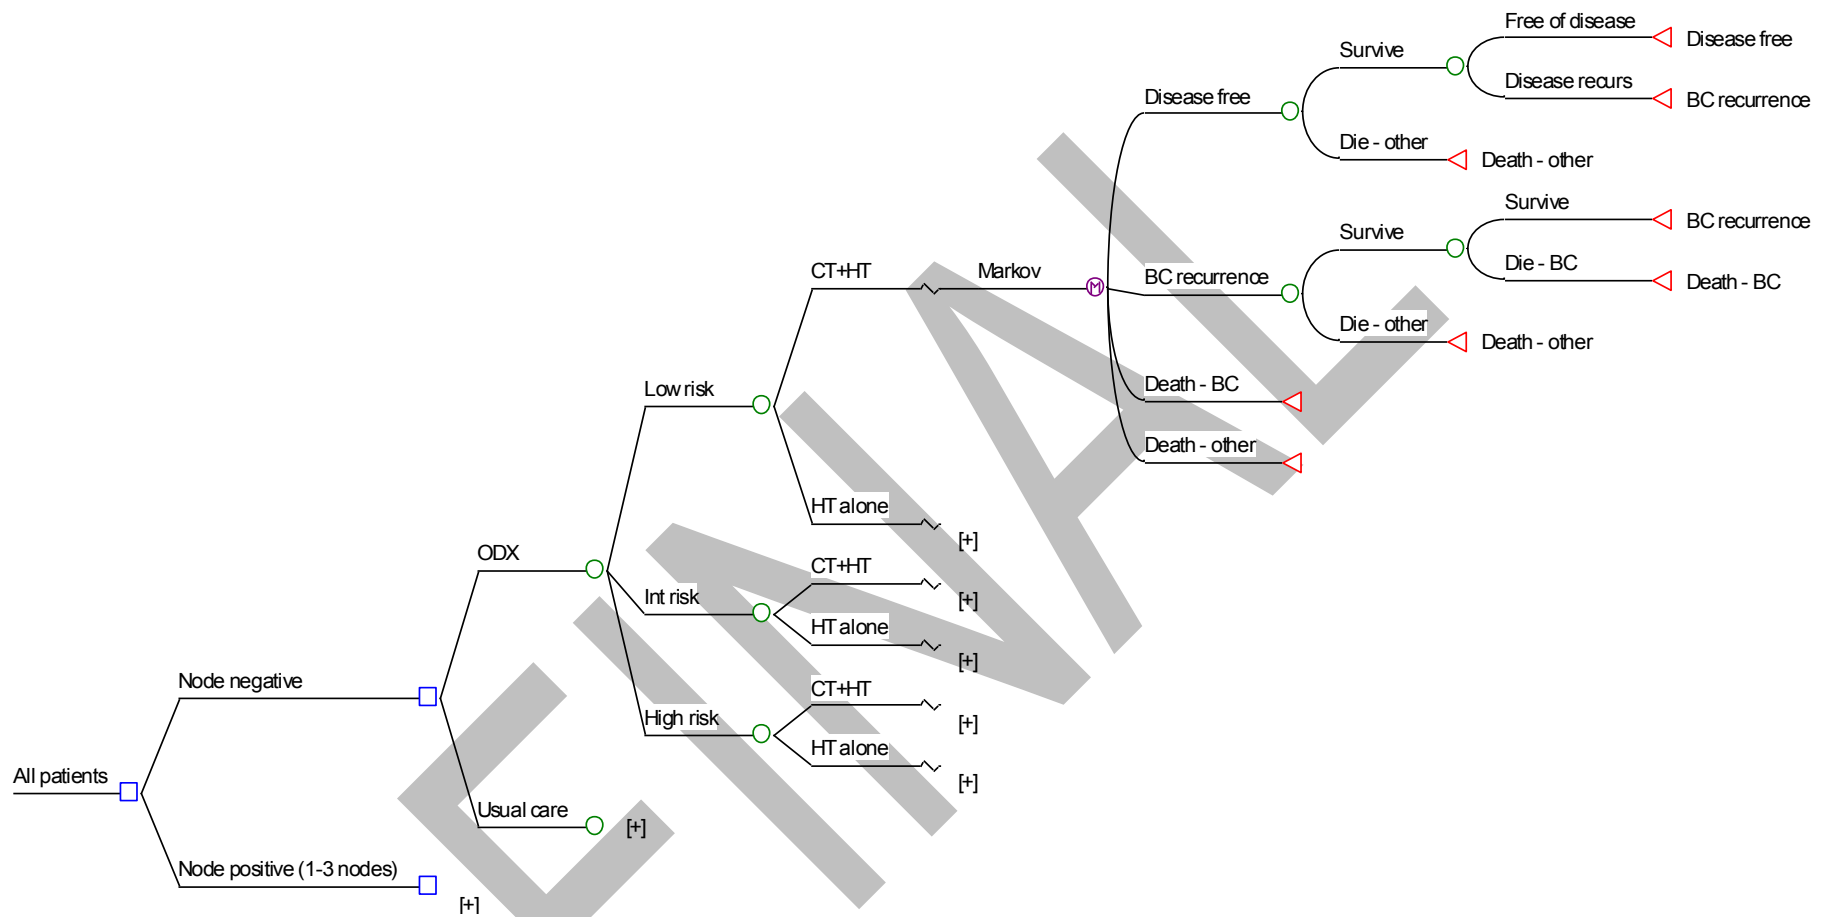 Free of disease
Disease free
Survive
Disease recurs
BC recurrence
Disease free
Die - other
Death - other
Survive
BC recurrence
Survive
Die - BC
Death - BC
CT+HT
Markov
M
BC recurrence
Die - other
Death - other
Low risk
Death - BC
Death - other
HT alone
[+]
ODX
CT+HT
[+]
Int risk
HT alone
[+]
Node negative
CT+HT
[+]
High risk
HT alone
[+]
All patients
Usual care
[+]
Node positive (1-3 nodes)
[+]
FINAL